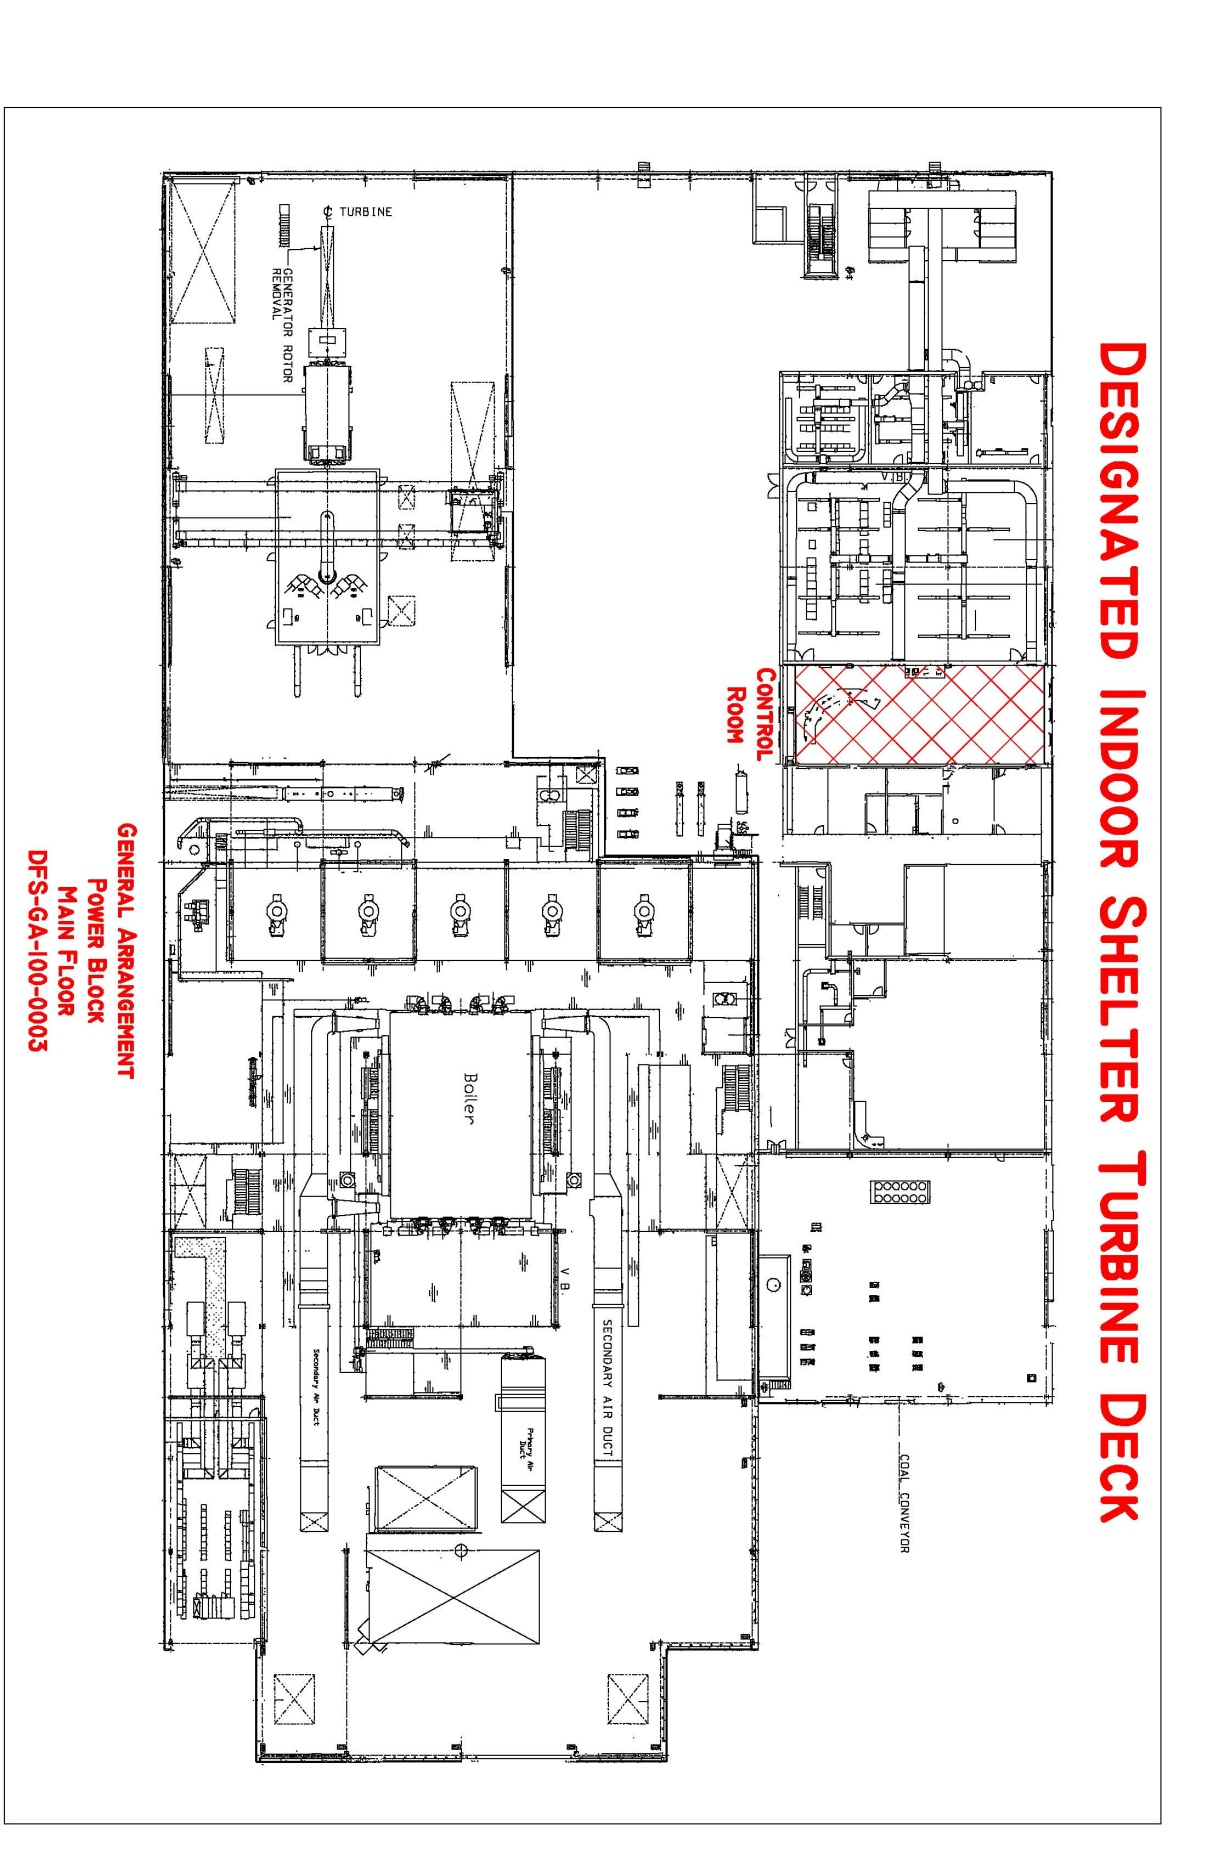 DESIGNATED INDOOR SHELTER TURBINE DECK
COAL CONVEYOR
V.B.
CONTROL
ROOM
SECONDARY AIR DUCT
V B.
Primary Air
Duct
Boiler
℄ TURBINE
GENERATOR ROTOR
REMOVAL
Secondary Air Duct
GENERAL ARRANGEMENT
POWER BLOCK
MAIN FLOOR
DFS-GA-100-0003